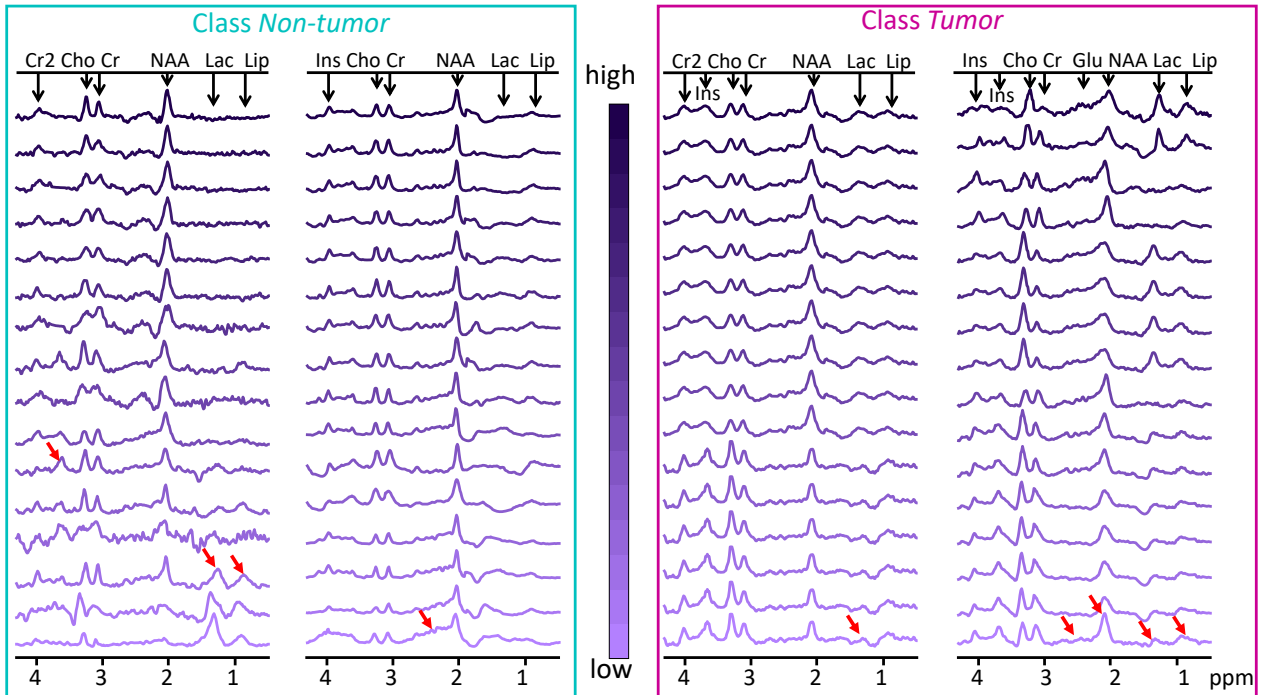 Class Non-tumor
Class Tumor
Cr2 Cho Cr NAA Lac Lip
Ins Cho Cr NAA Lac Lip
high
Cr2 Cho Cr NAA Lac Lip
Ins
Ins Cho Cr Glu NAA Lac Lip
Ins
low
4 3 2 1
4 3 2 1
4 3 2 1
4 3 2 1 ppm